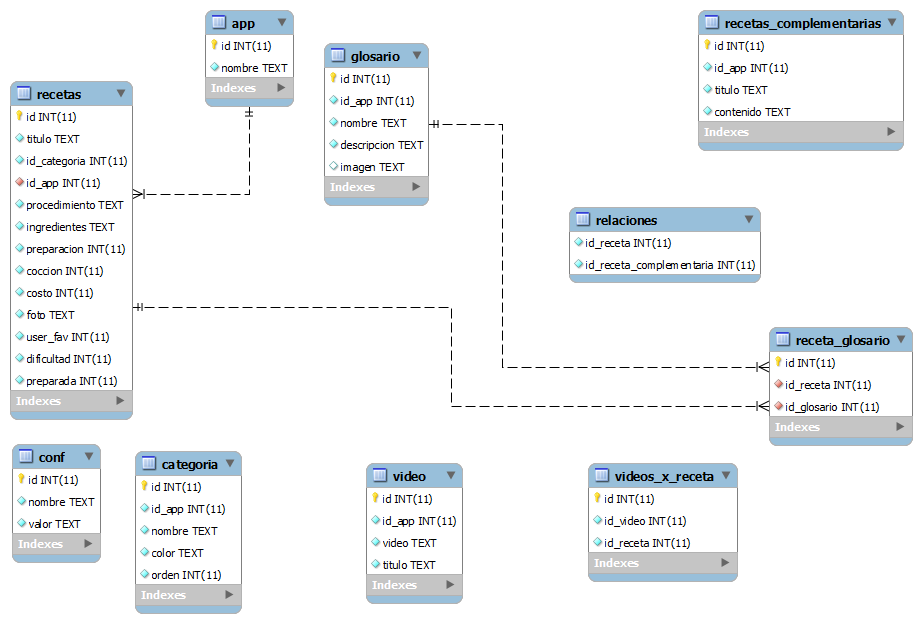 app
id INT(11)
nombre TEXT
Indexes
glosario
id INT(11)
id_app INT(11)
nombre TEXT
descripcion TEXT
imagen TEXT
Indexes
recetas_complementarias
id INT(11)
id_app INT(11)
titulo TEXT
contenido TEXT
Indexes
recetas
id INT(11)
titulo TEXT
id_categoria INT(11)
id_app INT(11)
procedimiento TEXT
ingredientes TEXT
preparacion INT(11)
coccion INT(11)
costo INT(11)
foto TEXT
user_fav INT(11)
dificultad INT(11)
preparada INT(11)
Indexes
relaciones
id_receta INT(11)
id_receta_complementaria INT(11)
receta_glosario
id INT(11)
id_receta INT(11)
id_glosario INT(11)
Indexes
conf
id INT(11)
nombre TEXT
valor TEXT
Indexes
categoria
id INT(11)
id_app INT(11)
nombre TEXT
color TEXT
orden INT(11)
Indexes
video
id INT(11)
id_app INT(11)
video TEXT
titulo TEXT
Indexes
videos_x_receta
id INT(11)
id_video INT(11)
id_receta INT(11)
Indexes